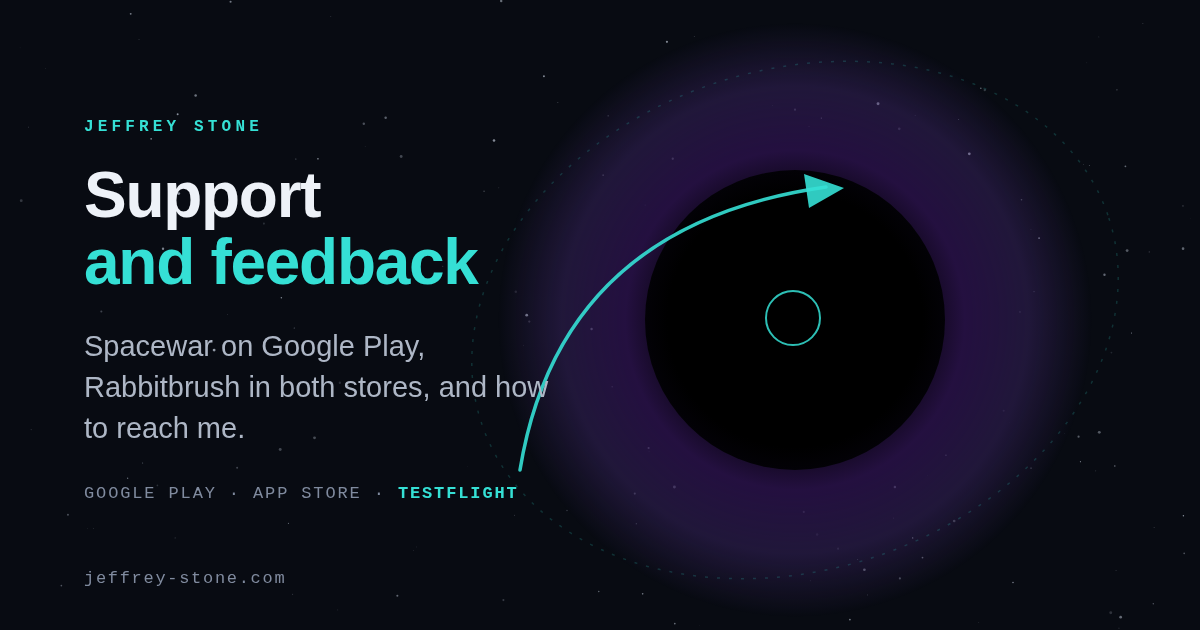 JEFFREY STONE
Support
and feedback
Spacewar on Google Play,
Rabbitbrush in both stores, and how
to reach me.
GOOGLE PLAY · APP STORE · TESTFLIGHT
jeffrey-stone.com